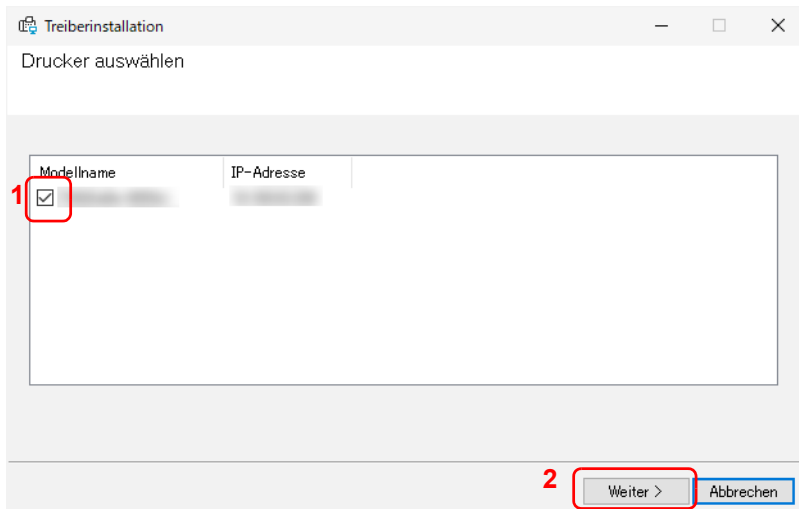 Treiberinstallation
Drucker auswählen
Modellname IP-Adresse
1
2
Weiter > Abbrechen